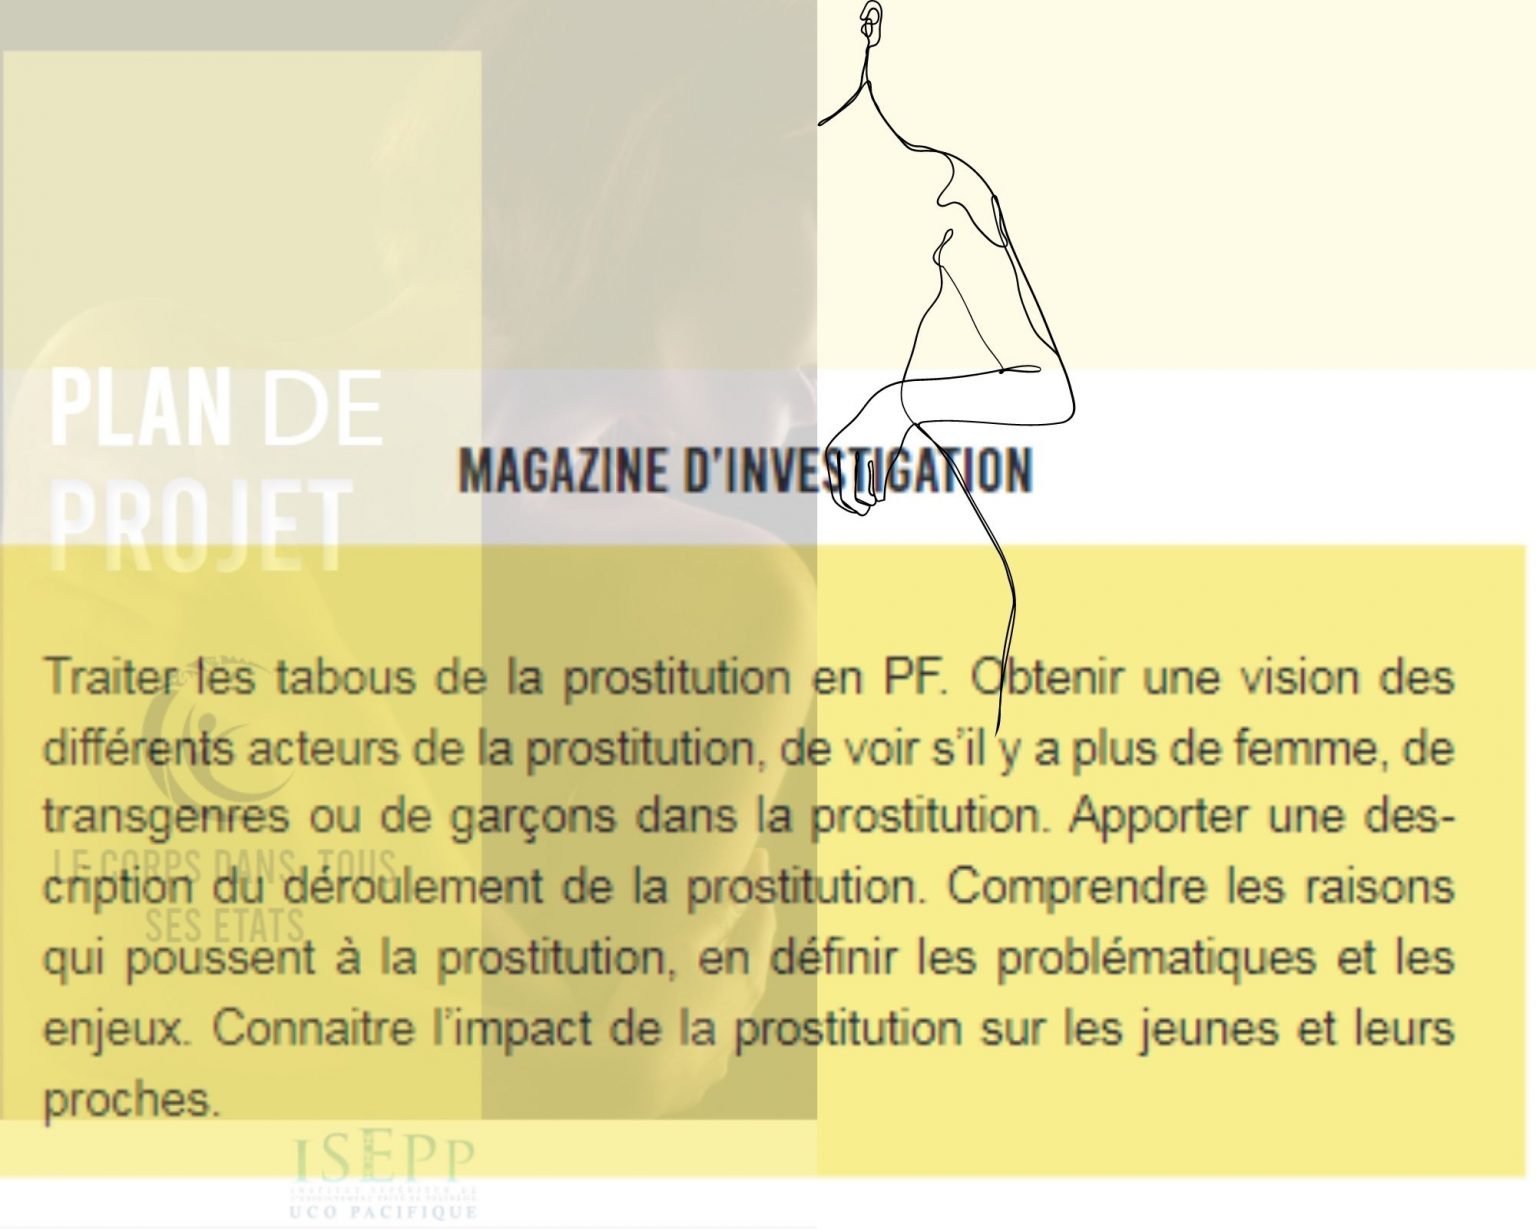 PLAN DE
PROJET
MAGAZINE D'INVESTIGATION
Traiter les tabous de la prostitution en PF. Obtenir une vision des
différents acteurs de la prostitution, de voir s'il y a plus de femme, de
transgenres ou de garçons dans la prostitution. Apporter une des-
cription du déroulement de la prostitution. Comprendre les raisons
qui poussent à la prostitution, en définir les problématiques et les
enjeux. Connaitre l'impact de la prostitution sur les jeunes et leurs
proches.
LE CORPS DANS TOUS
SES ETATS
ISEPP
UCO PACIFIQUE